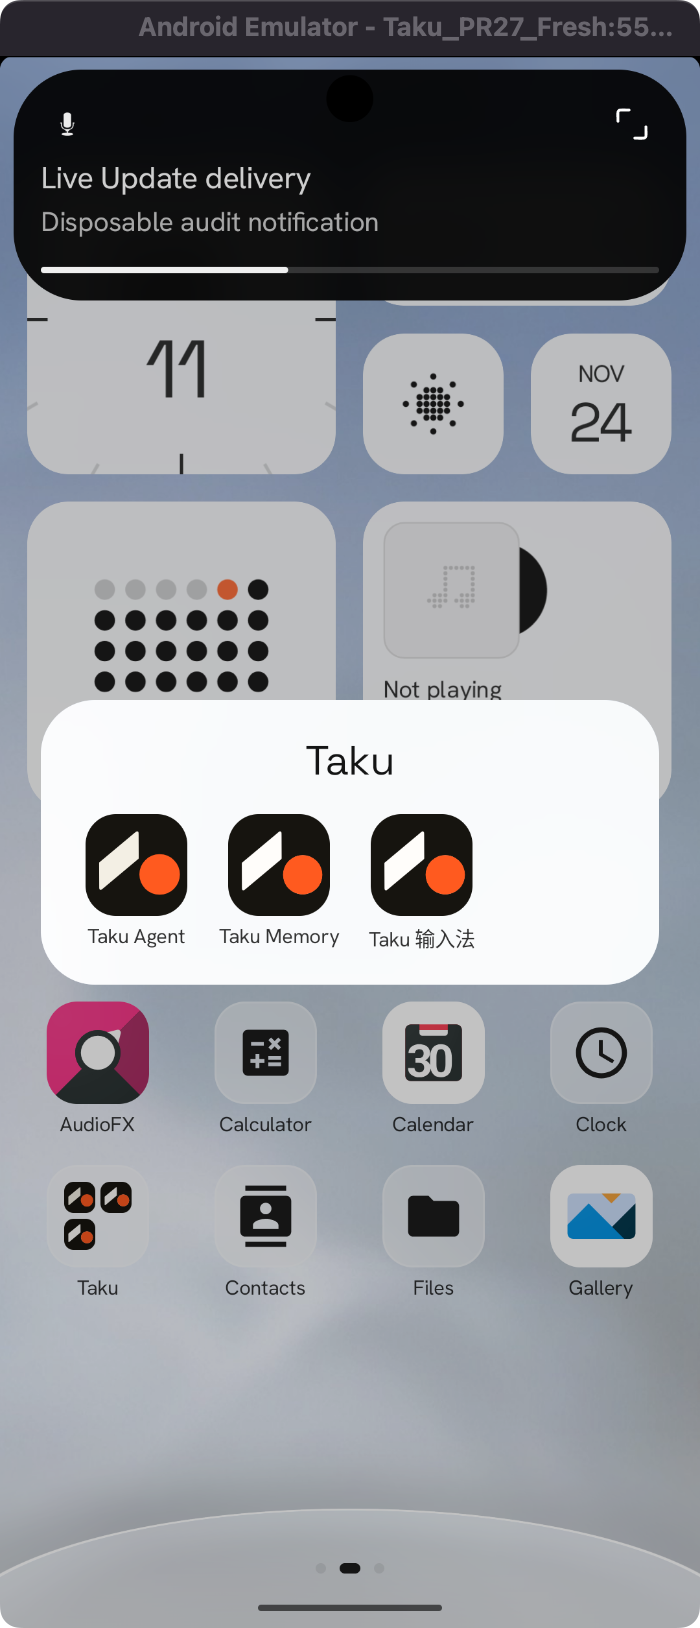 Android Emulator - Taku_PR27_Fresh:55...
Live Update delivery
Disposable audit notification
11
NOV
24
Not playing
Taku
Taku Agent
Taku Memory
Taku 输入法
30
AudioFX
Calculator
Calendar
Clock
Taku
Contacts
Files
Gallery